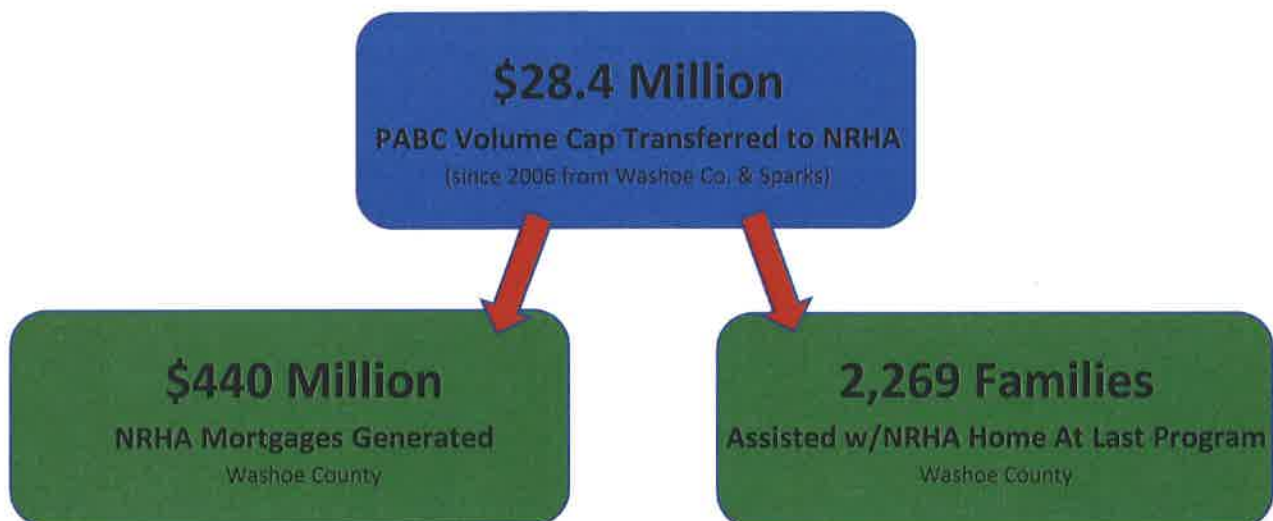 $28.4 Million
PABC Volume Cap Transferred to NRHA
(since 2006 from Washoe Co. & Sparks)
$440 Million
NRHA Mortgages Generated
Washoe County
2,269 Families
Assisted w/NRHA Home At Last Program
Washoe County